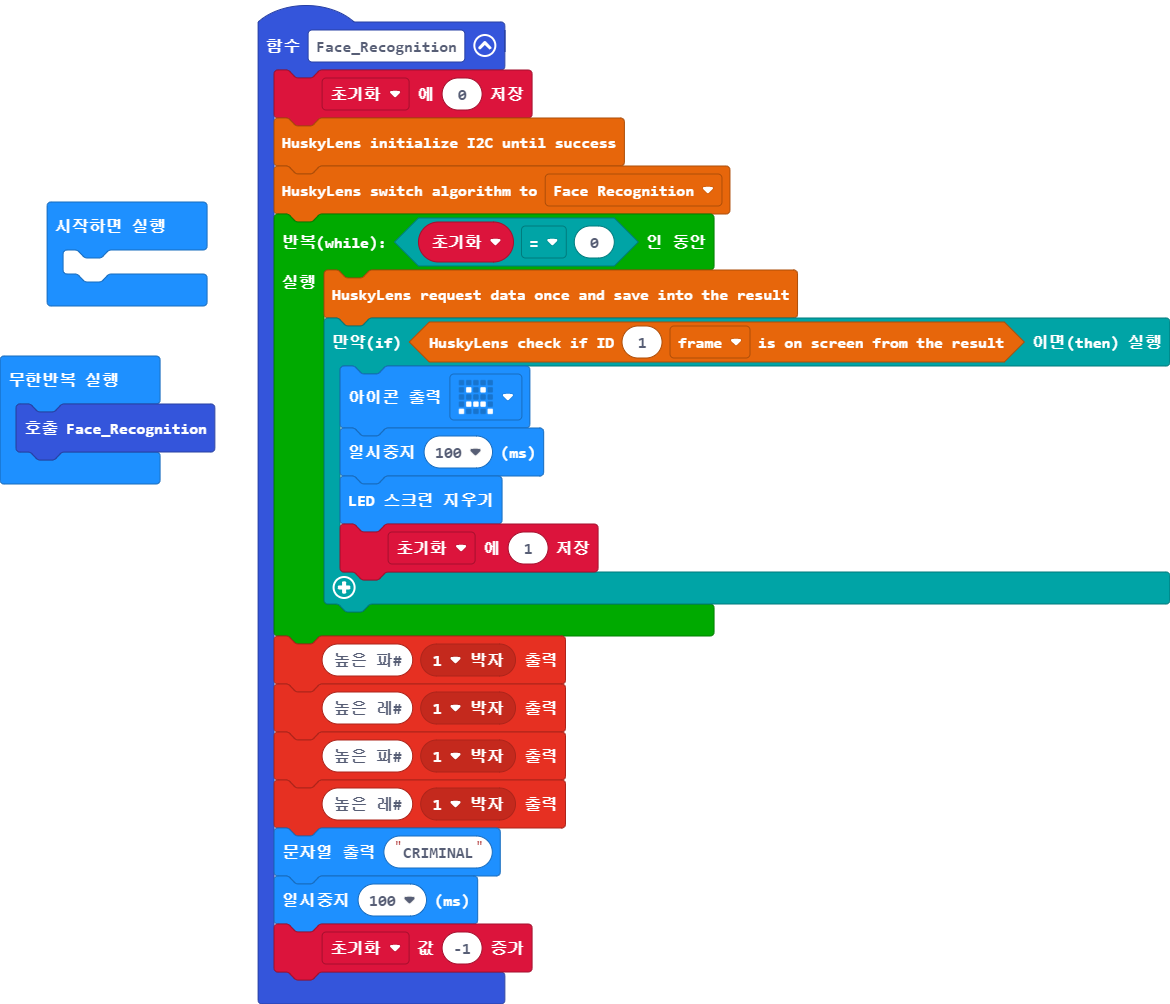 함수 Face_Recognition
초기화 에 0 저장
HuskyLens initialize I2C until success
HuskyLens switch algorithm to Face Recognition
반복(while): 초기화 = 0 인 동안
실행
HuskyLens request data once and save into the result
만약(if) HuskyLens check if ID 1 frame is on screen from the result 이면(then) 실행
아이콘 출력
일시중지 100 (ms)
LED 스크린 지우기
초기화 에 1 저장
높은 파# 1 박자 출력
높은 레# 1 박자 출력
높은 파# 1 박자 출력
높은 레# 1 박자 출력
문자열 출력 "CRIMINAL"
일시중지 100 (ms)
초기화 값 -1 증가
시작하면 실행
무한반복 실행
호출 Face_Recognition